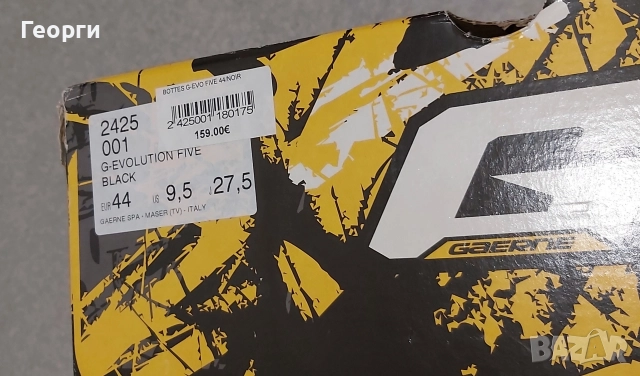 Георги
BOTTES G-EVO FIVE 44/NOIR
2 425001 180175
159.00€
2425
001
G-EVOLUTION FIVE
BLACK
EUR 44 US 9,5 J 27,5
GAERNE SPA - MASER (TV) - ITALY
GAERNE
BAZAR